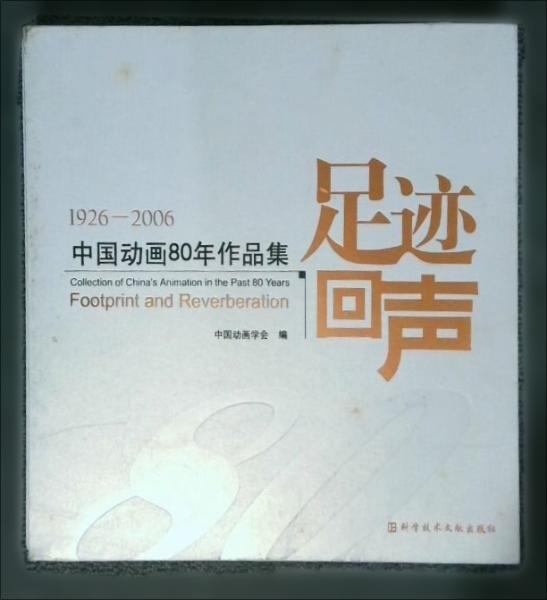 足迹
回声
1926—2006
中国动画80年作品集
Collection of China's Animation in the Past 80 Years
Footprint and Reverberation
中国动画学会 编
80
科学技术文献出版社